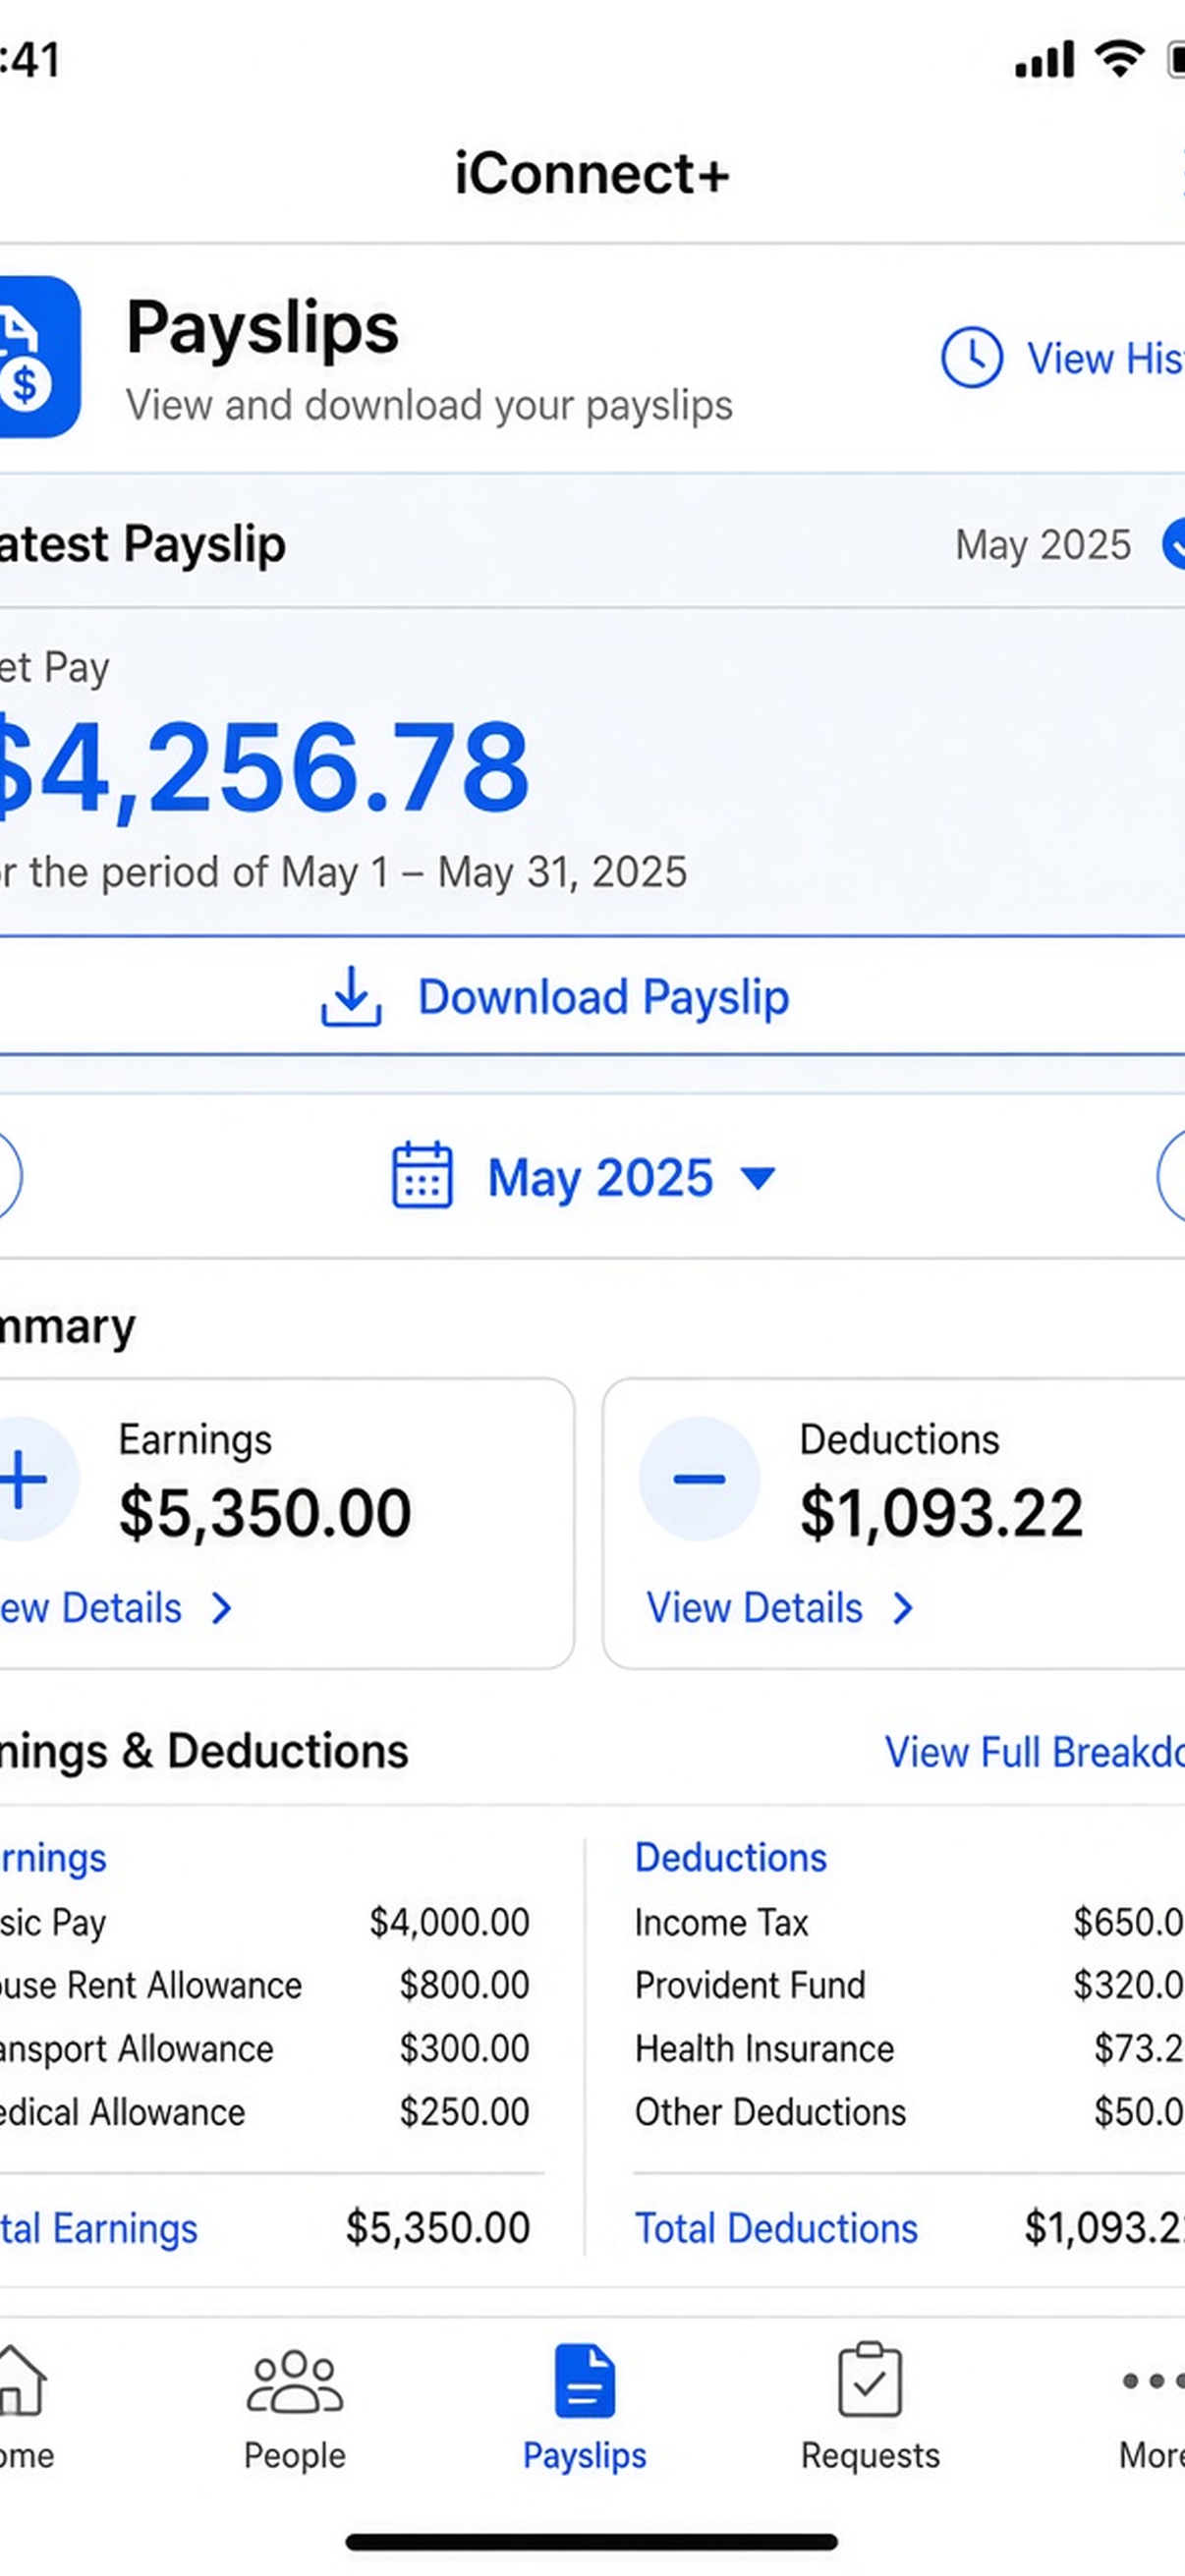 :41
iConnect+
Payslips
View and download your payslips
View His
$
atest Payslip
May 2025
et Pay
$4,256.78
or the period of May 1 – May 31, 2025
Download Payslip
May 2025
mmary
Earnings
$5,350.00
ew Details
Deductions
$1,093.22
View Details
nings & Deductions
View Full Breakdo
rnings
sic Pay $4,000.00
ouse Rent Allowance $800.00
ansport Allowance $300.00
edical Allowance $250.00
tal Earnings $5,350.00
Deductions
Income Tax $650.0
Provident Fund $320.0
Health Insurance $73.2
Other Deductions $50.0
Total Deductions $1,093.2
ome
People
Payslips
Requests
More